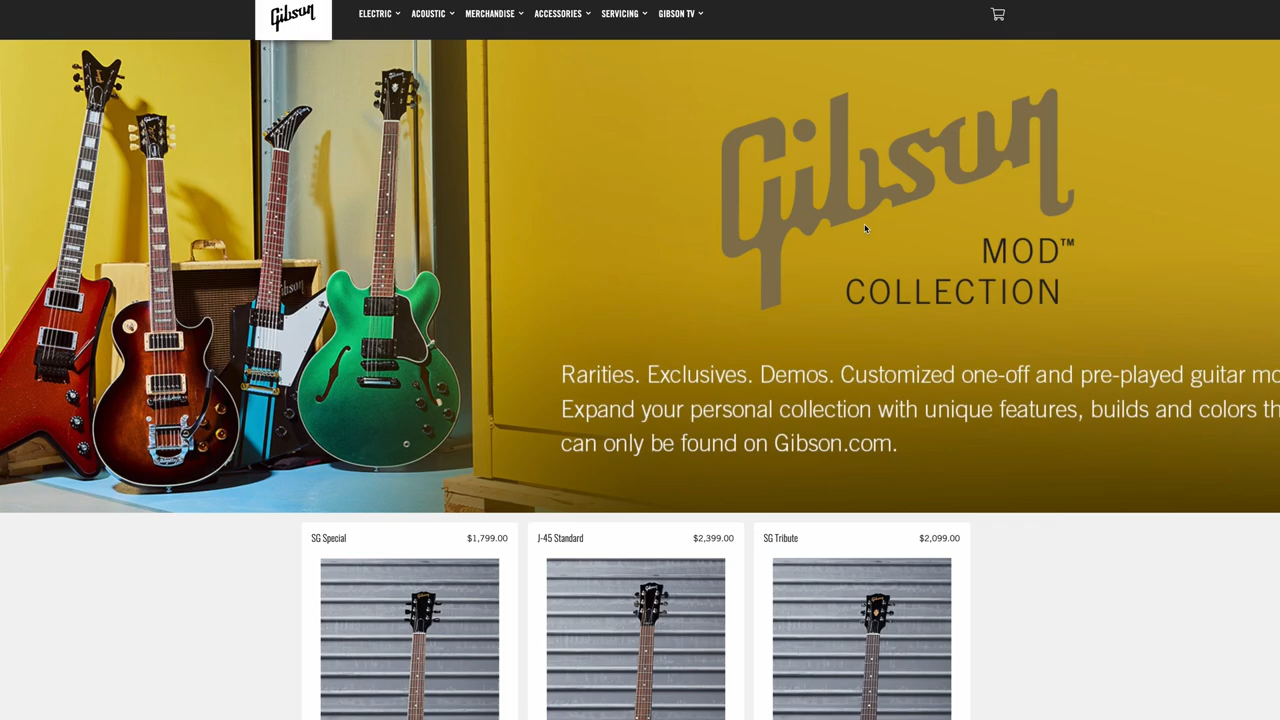 Gibson
ELECTRIC
ACOUSTIC
MERCHANDISE
ACCESSORIES
SERVICING
GIBSON TV
Gibson
MOD™
COLLECTION
Rarities. Exclusives. Demos. Customized one-off and pre-played guitar mo
Expand your personal collection with unique features, builds and colors th
can only be found on Gibson.com.
Gibson
SG Special
$1,799.00
J-45 Standard
$2,399.00
SG Tribute
$2,099.00